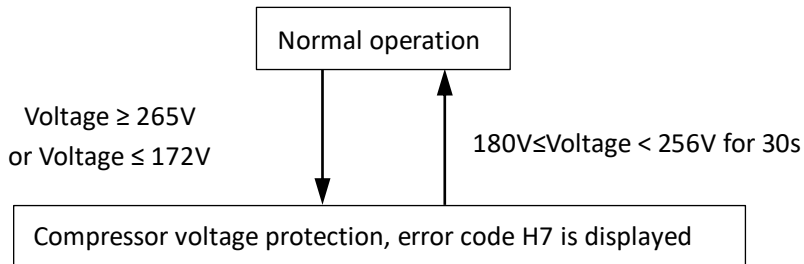 Normal operation
Voltage ≥ 265V
or Voltage ≤ 172V
180V≤Voltage < 256V for 30s
Compressor voltage protection, error code H7 is displayed